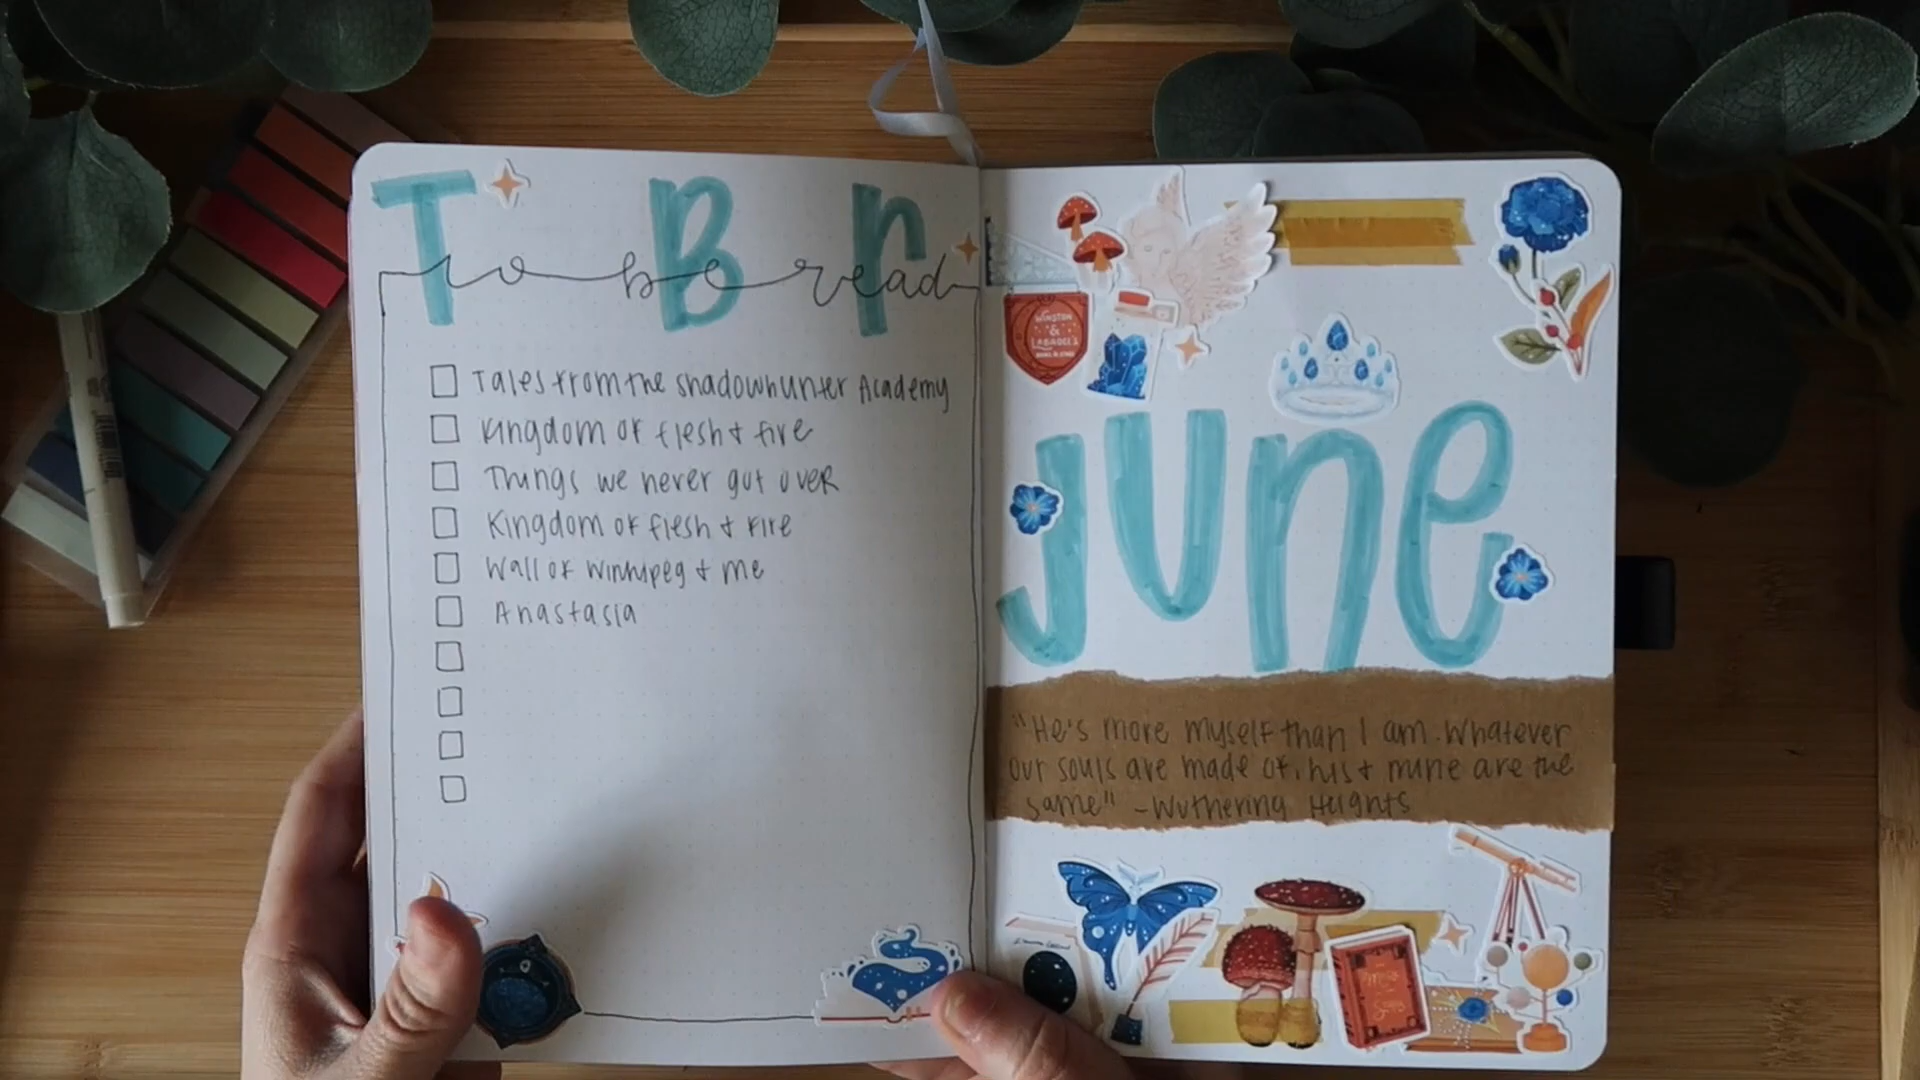 TBr
to be read
Tales from the shadowhunter Academy
kingdom of flesh & fire
Things we never got over
Kingdom of flesh & Fire
Wall of Winnipeg & me
Anastasia
WINSTON
&
June
"He's more myself than I am. Whatever
our souls are made of, his & mine are the
same" - Wuthering Heights